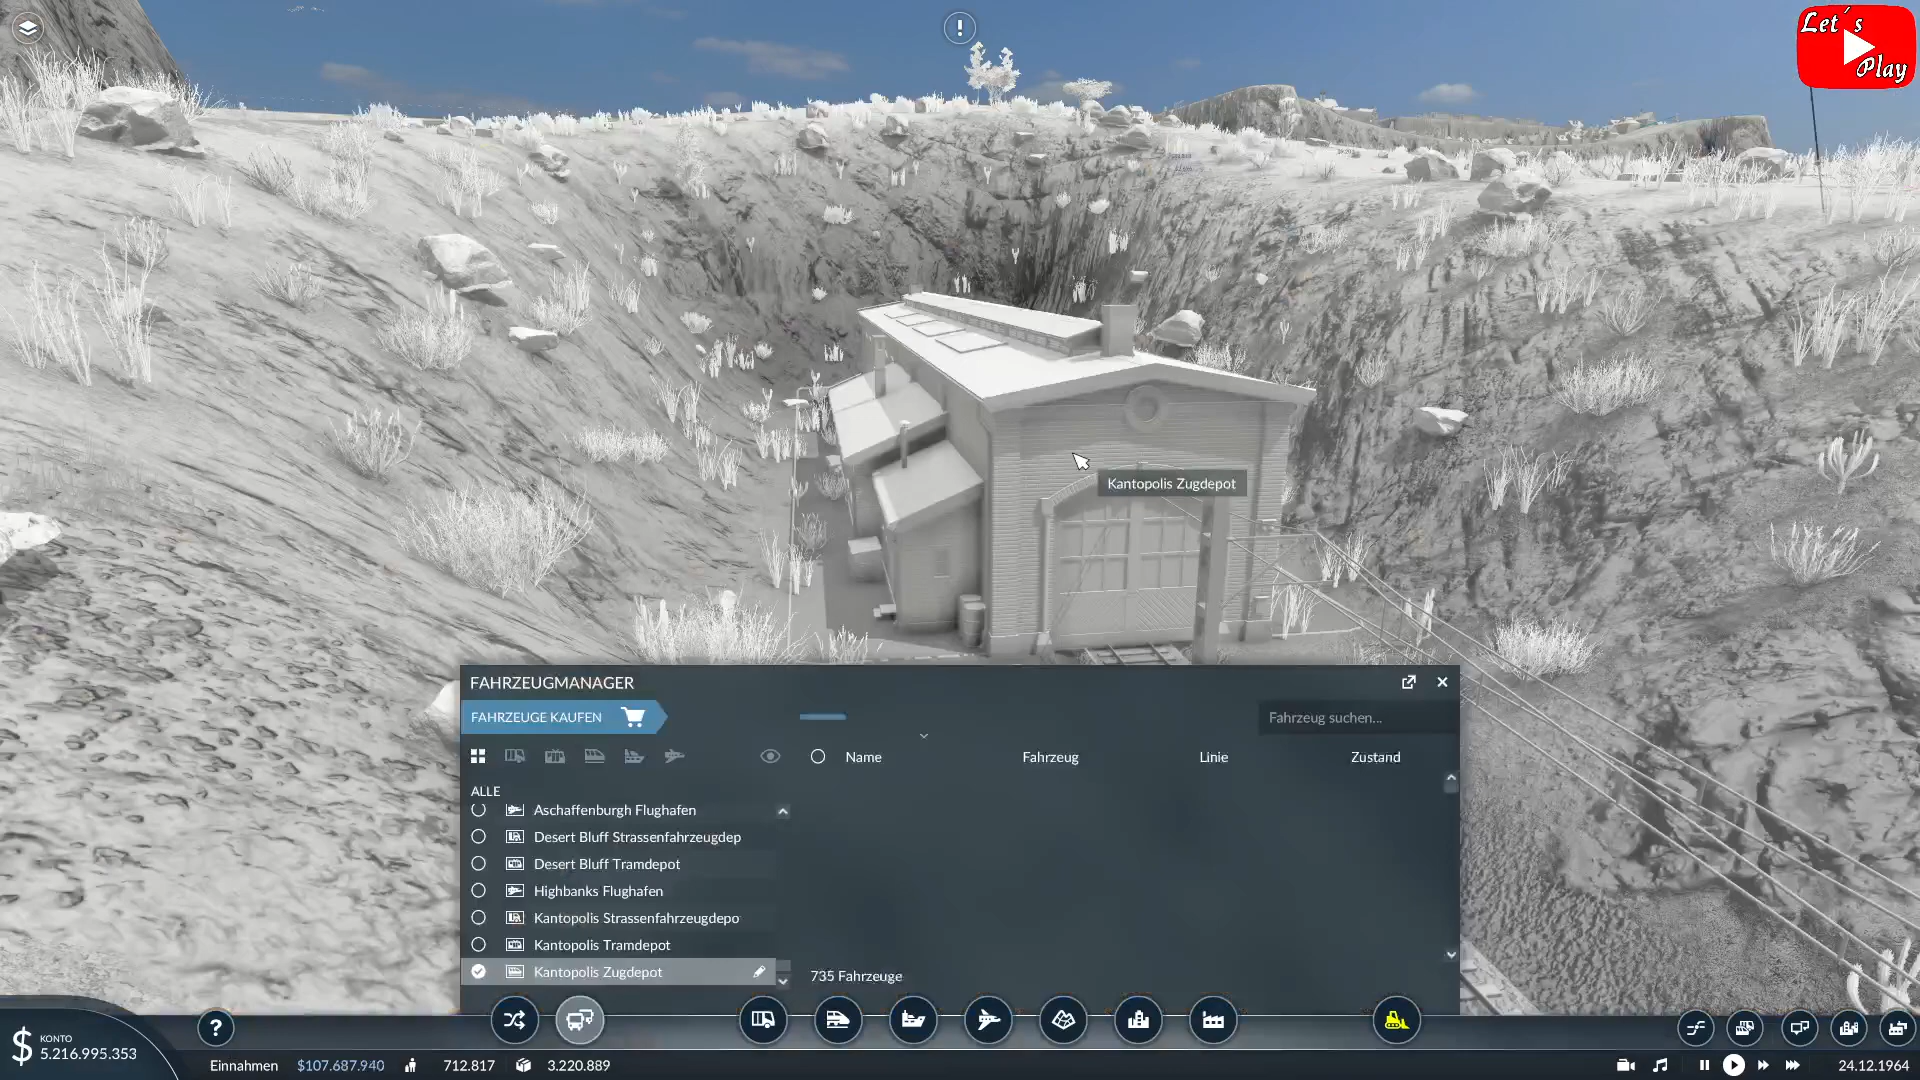 Let's
Play
Kantopolis Zugdepot
FAHRZEUGMANAGER
FAHRZEUGE KAUFEN
Fahrzeug suchen...
Name
Fahrzeug
Linie
Zustand
ALLE
Aschaffenburgh Flughafen
Desert Bluff Strassenfahrzeugdep
Desert Bluff Tramdepot
Highbanks Flughafen
Kantopolis Strassenfahrzeugdepo
Kantopolis Tramdepot
Kantopolis Zugdepot
735 Fahrzeuge
KONTO
$ 5.216.995.353
?
Einnahmen $107.687.940 712.817 3.220.889
24.12.1964